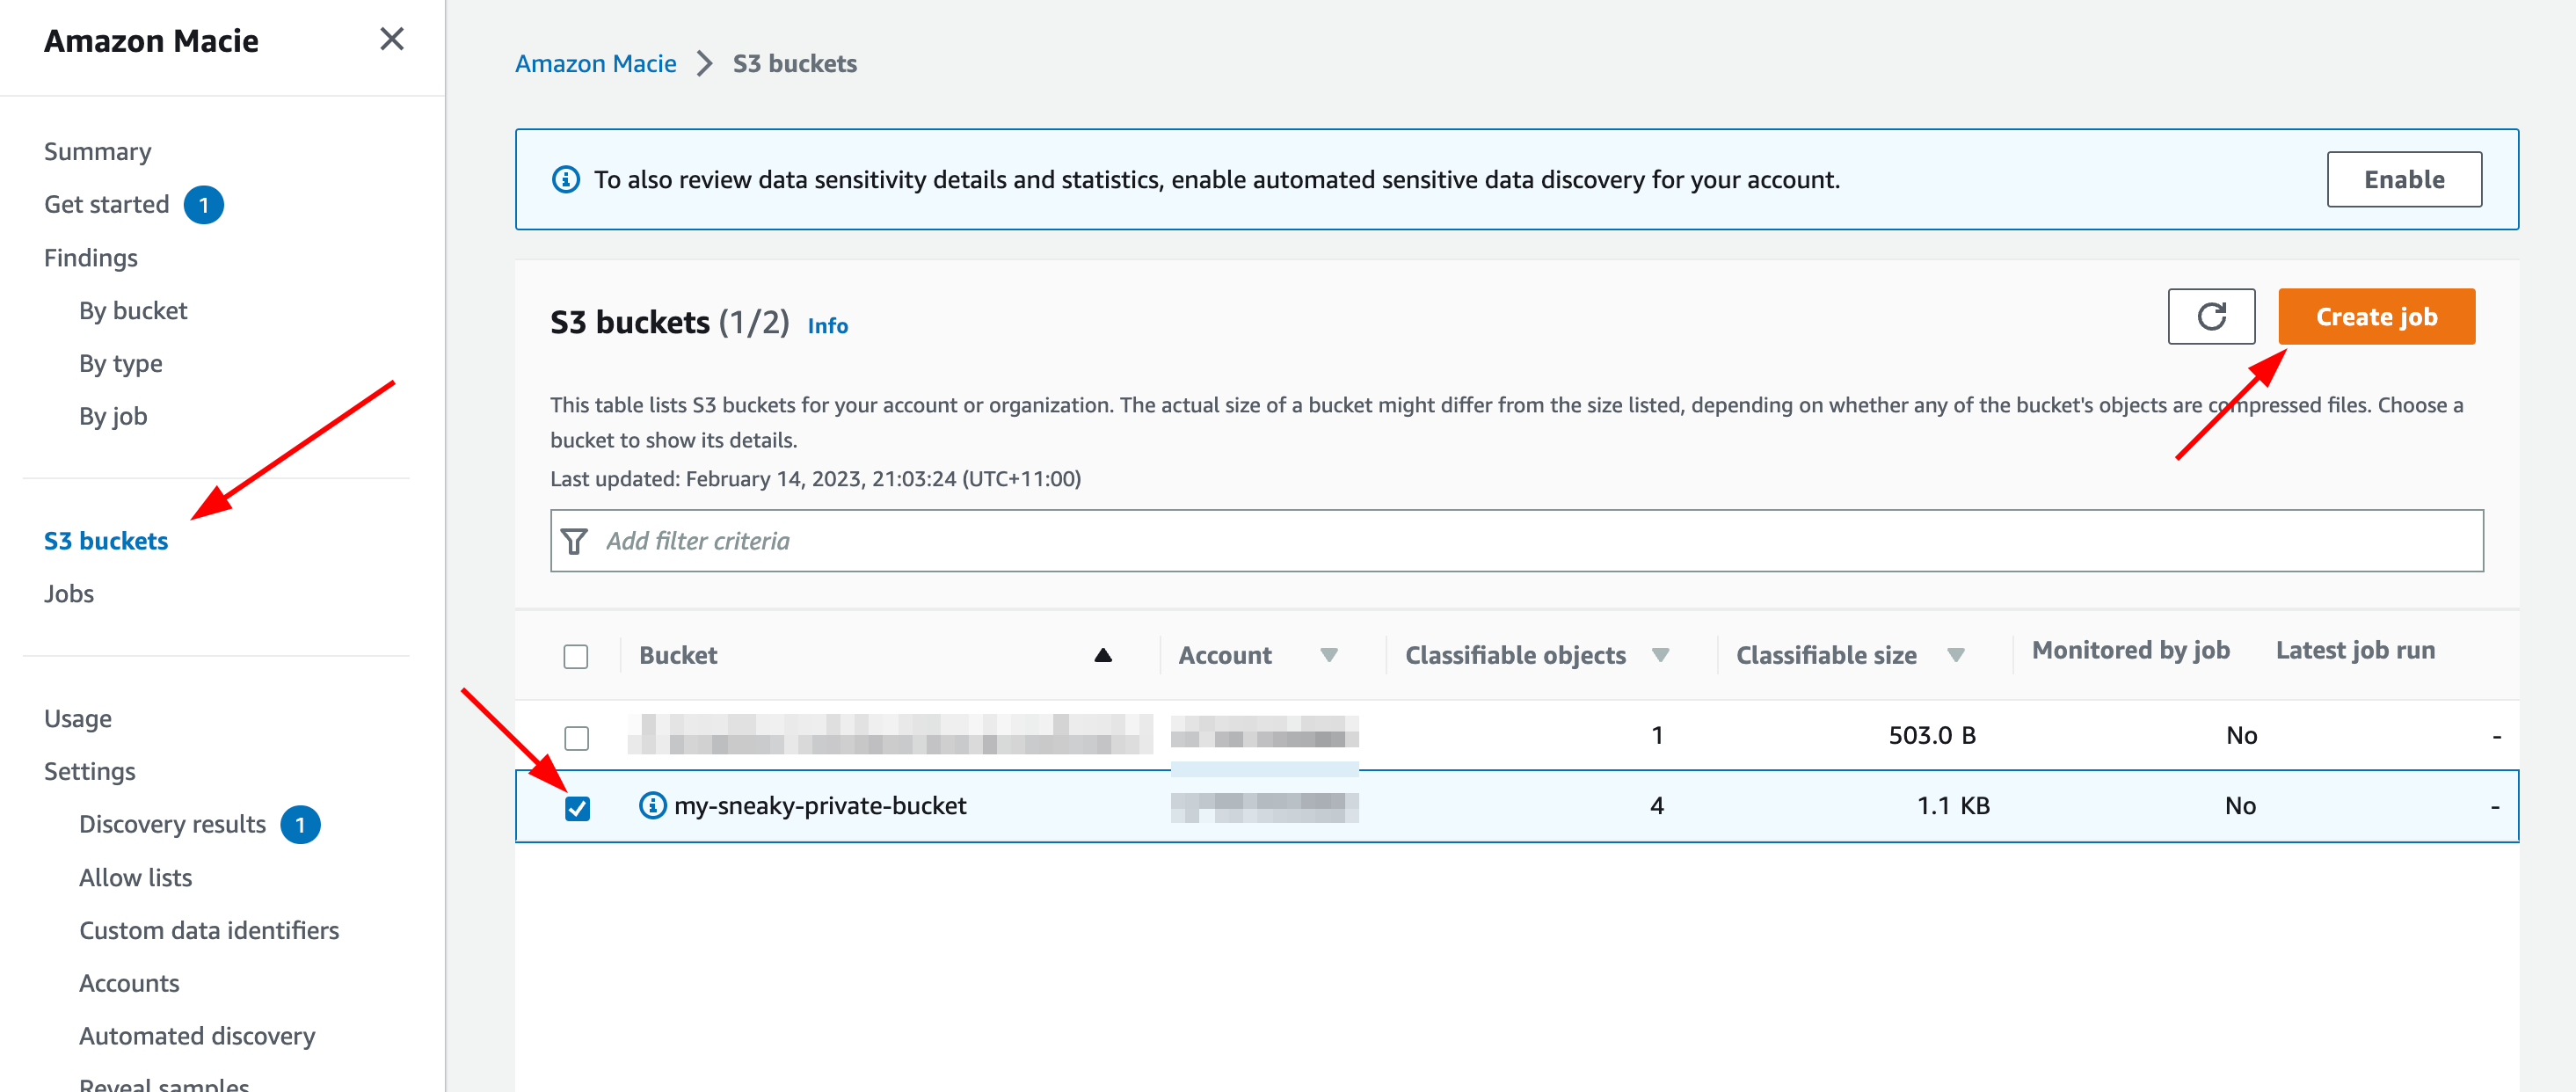 Amazon Macie
Summary
Get started 1
Findings
By bucket
By type
By job
S3 buckets
Jobs
Usage
Settings
Discovery results 1
Allow lists
Custom data identifiers
Accounts
Automated discovery
Reveal samples
Amazon Macie > S3 buckets
To also review data sensitivity details and statistics, enable automated sensitive data discovery for your account.
Enable
S3 buckets (1/2) Info
Create job
This table lists S3 buckets for your account or organization. The actual size of a bucket might differ from the size listed, depending on whether any of the bucket's objects are compressed files. Choose a
bucket to show its details.
Last updated: February 14, 2023, 21:03:24 (UTC+11:00)
Add filter criteria
Bucket Account Classifiable objects Classifiable size Monitored by job Latest job run
1 503.0 B No -
my-sneaky-private-bucket 4 1.1 KB No -